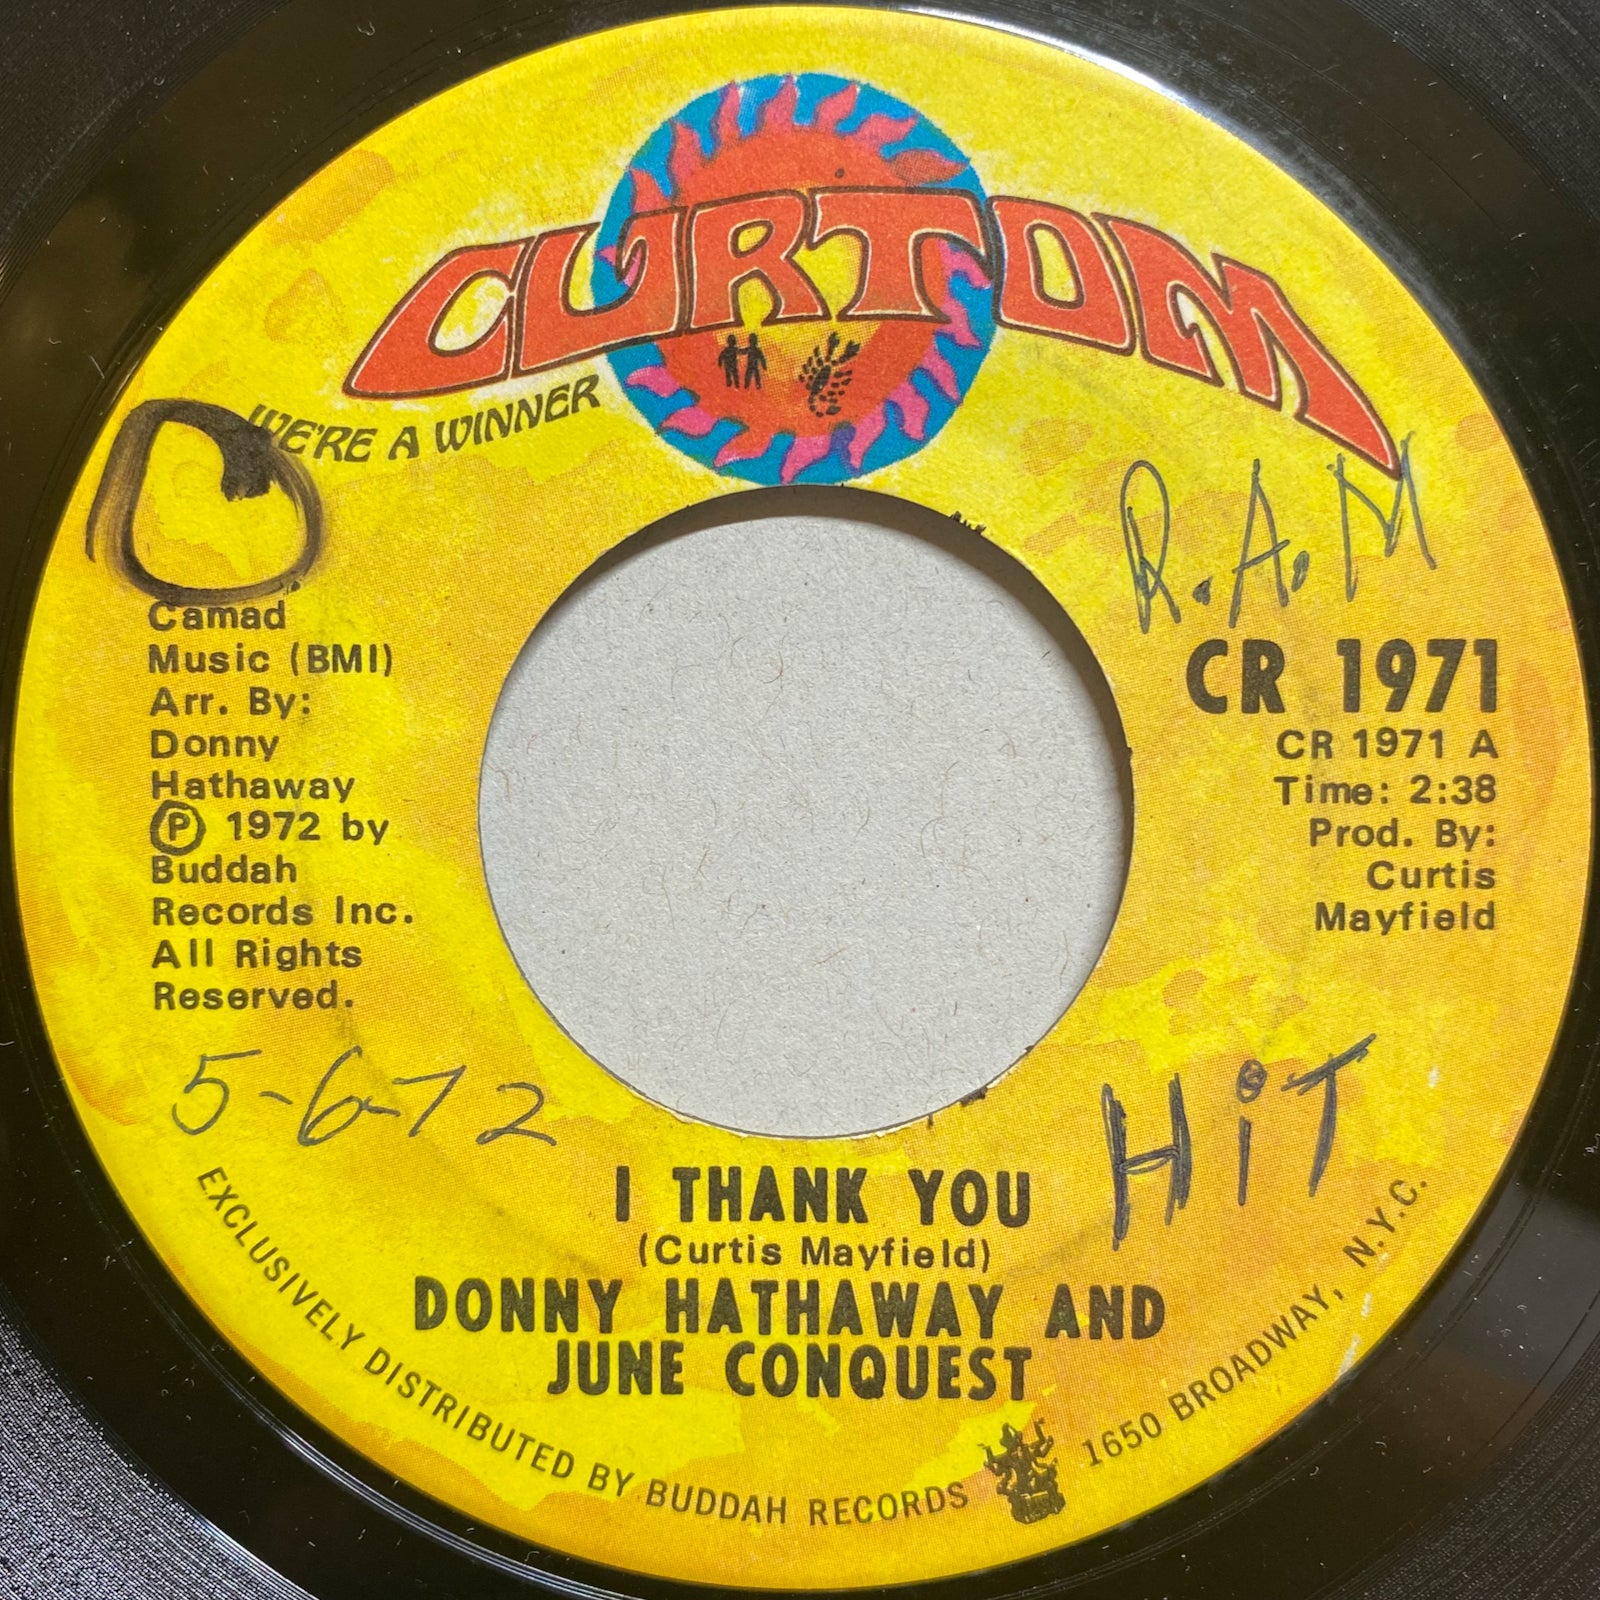 CURTOM
WE'RE A WINNER
R.A.M
Camad
Music (BMI)
Arr. By:
Donny
Hathaway
Ⓟ 1972 by
Buddah
Records Inc.
All Rights
Reserved.
CR 1971
CR 1971 A
Time: 2:38
Prod. By:
Curtis
Mayfield
5-6-72
HiT
I THANK YOU
(Curtis Mayfield)
DONNY HATHAWAY AND
JUNE CONQUEST
EXCLUSIVELY DISTRIBUTED BY BUDDAH RECORDS 1650 BROADWAY, N.Y.C.